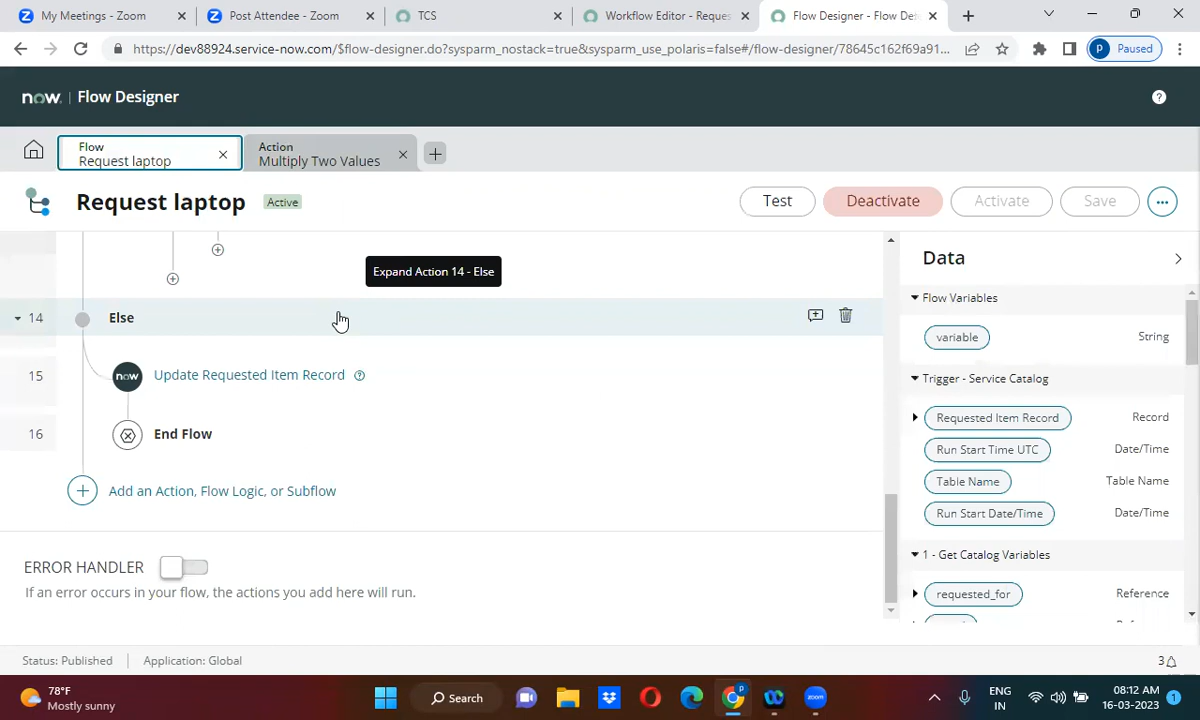 My Meetings - Zoom
Post Attendee - Zoom
TCS
Workflow Editor - Reques
Flow Designer - Flow De
https://dev88924.service-now.com/$flow-designer.do?sysparm_nostack=true&sysparm_use_polaris=false#/flow-designer/78645c162f69a91...
P Paused
now. | Flow Designer
Flow
Request laptop
Action
Multiply Two Values
Request laptop
Active
Test
Deactivate
Activate
Save
Expand Action 14 - Else
14 Else
15 now Update Requested Item Record
16 End Flow
Add an Action, Flow Logic, or Subflow
ERROR HANDLER
If an error occurs in your flow, the actions you add here will run.
Data
Flow Variables
variable String
Trigger - Service Catalog
Requested Item Record Record
Run Start Time UTC Date/Time
Table Name Table Name
Run Start Date/Time Date/Time
1 - Get Catalog Variables
requested_for Reference
Status: Published | Application: Global
3
78°F
Mostly sunny
Search
zoom
ENG
IN
08:12 AM
16-03-2023
1